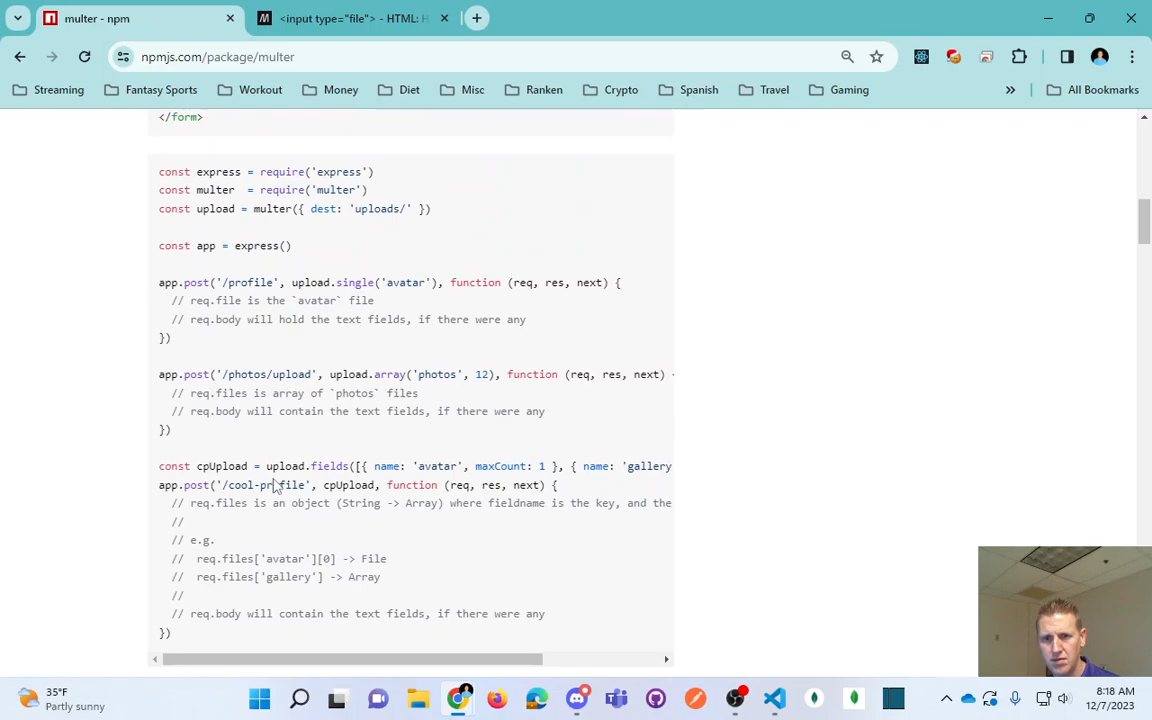 multer - npm
<input type="file"> - HTML: H
npmjs.com/package/multer
Streaming
Fantasy Sports
Workout
Money
Diet
Misc
Ranken
Crypto
Spanish
Travel
Gaming
»
All Bookmarks
</form>
const express = require('express')
const multer  = require('multer')
const upload = multer({ dest: 'uploads/' })
const app = express()
app.post('/profile', upload.single('avatar'), function (req, res, next) {
// req.file is the `avatar` file
// req.body will hold the text fields, if there were any
})
app.post('/photos/upload', upload.array('photos', 12), function (req, res, next)
// req.files is array of `photos` files
// req.body will contain the text fields, if there were any
})
const cpUpload = upload.fields([{ name: 'avatar', maxCount: 1 }, { name: 'gallery
app.post('/cool-profile', cpUpload, function (req, res, next) {
// req.files is an object (String -> Array) where fieldname is the key, and the
//
// e.g.
//  req.files['avatar'][0] -> File
//  req.files['gallery'] -> Array
//
// req.body will contain the text fields, if there were any
})
35°F
Partly sunny
8:18 AM
12/7/2023